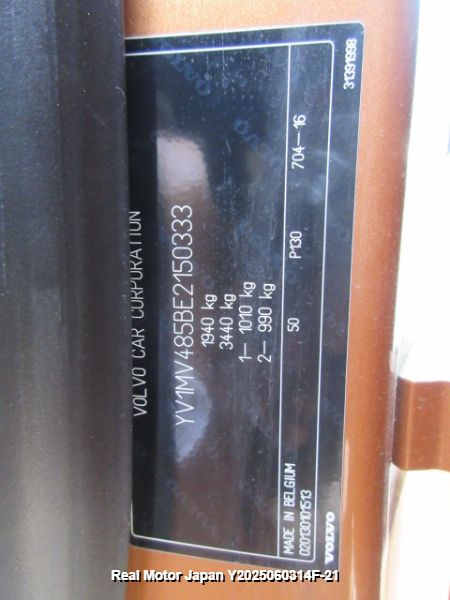 VOLVO CAR CORPORATION
YV1MV485BE2150333
1940 kg
3440 kg
1— 1010 kg
2— 990 kg
50 P130 704—16
MADE IN BELGIUM
020130101513
VOLVO
31391998
Real Motor Japan Y2025060314F-21